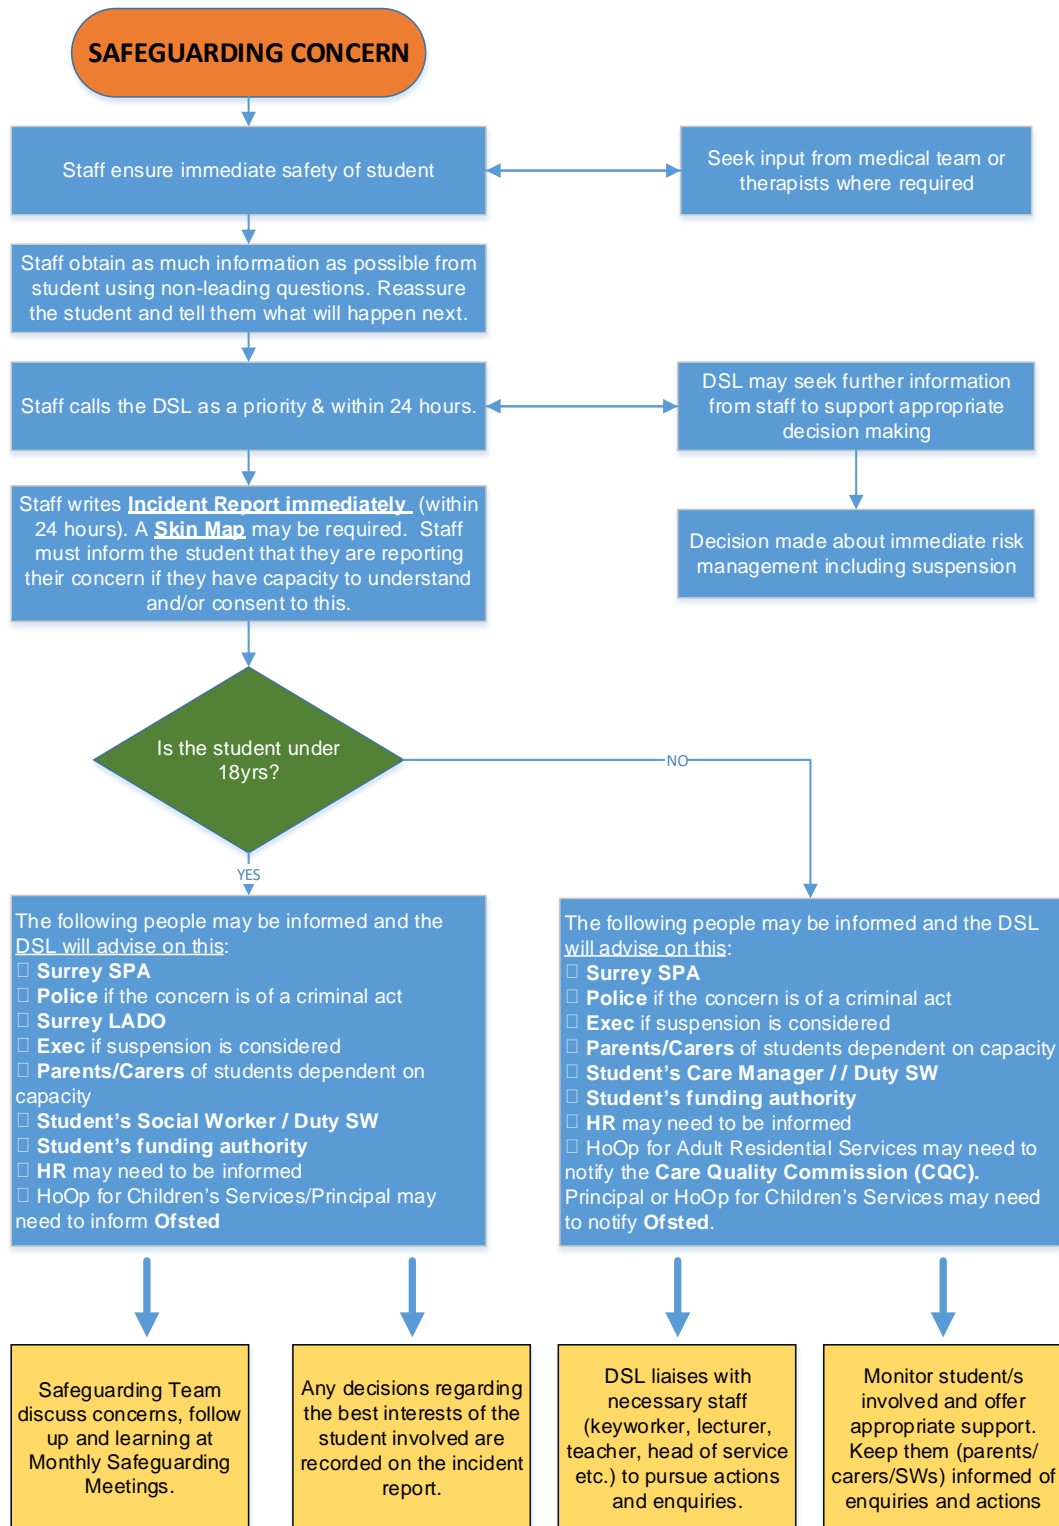 SAFEGUARDING CONCERN
Staff ensure immediate safety of student
Seek input from medical team or
therapists where required
Staff obtain as much information as possible from
student using non-leading questions. Reassure
the student and tell them what will happen next.
Staff calls the DSL as a priority & within 24 hours.
DSL may seek further information
from staff to support appropriate
decision making
Staff writes Incident Report immediately (within
24 hours). A Skin Map may be required. Staff
must inform the student that they are reporting
their concern if they have capacity to understand
and/or consent to this.
Decision made about immediate risk
management including suspension
Is the student under
18yrs?
NO
YES
The following people may be informed and the
DSL will advise on this:
□ Surrey SPA
□ Police if the concern is of a criminal act
□ Surrey LADO
□ Exec if suspension is considered
□ Parents/Carers of students dependent on
capacity
□ Student's Social Worker / Duty SW
□ Student's funding authority
□ HR may need to be informed
□ HoOp for Children's Services/Principal may
need to inform Ofsted
The following people may be informed and the DSL
will advise on this:
□ Surrey SPA
□ Police if the concern is of a criminal act
□ Exec if suspension is considered
□ Parents/Carers of students dependent on capacity
□ Student's Care Manager / / Duty SW
□ Student's funding authority
□ HR may need to be informed
□ HoOp for Adult Residential Services may need to
notify the Care Quality Commission (CQC).
Principal or HoOp for Children's Services may need
to notify Ofsted.
Safeguarding Team
discuss concerns, follow
up and learning at
Monthly Safeguarding
Meetings.
Any decisions regarding
the best interests of the
student involved are
recorded on the incident
report.
DSL liaises with
necessary staff
(keyworker, lecturer,
teacher, head of service
etc.) to pursue actions
and enquiries.
Monitor student/s
involved and offer
appropriate support.
Keep them (parents/
carers/SWs) informed of
enquiries and actions